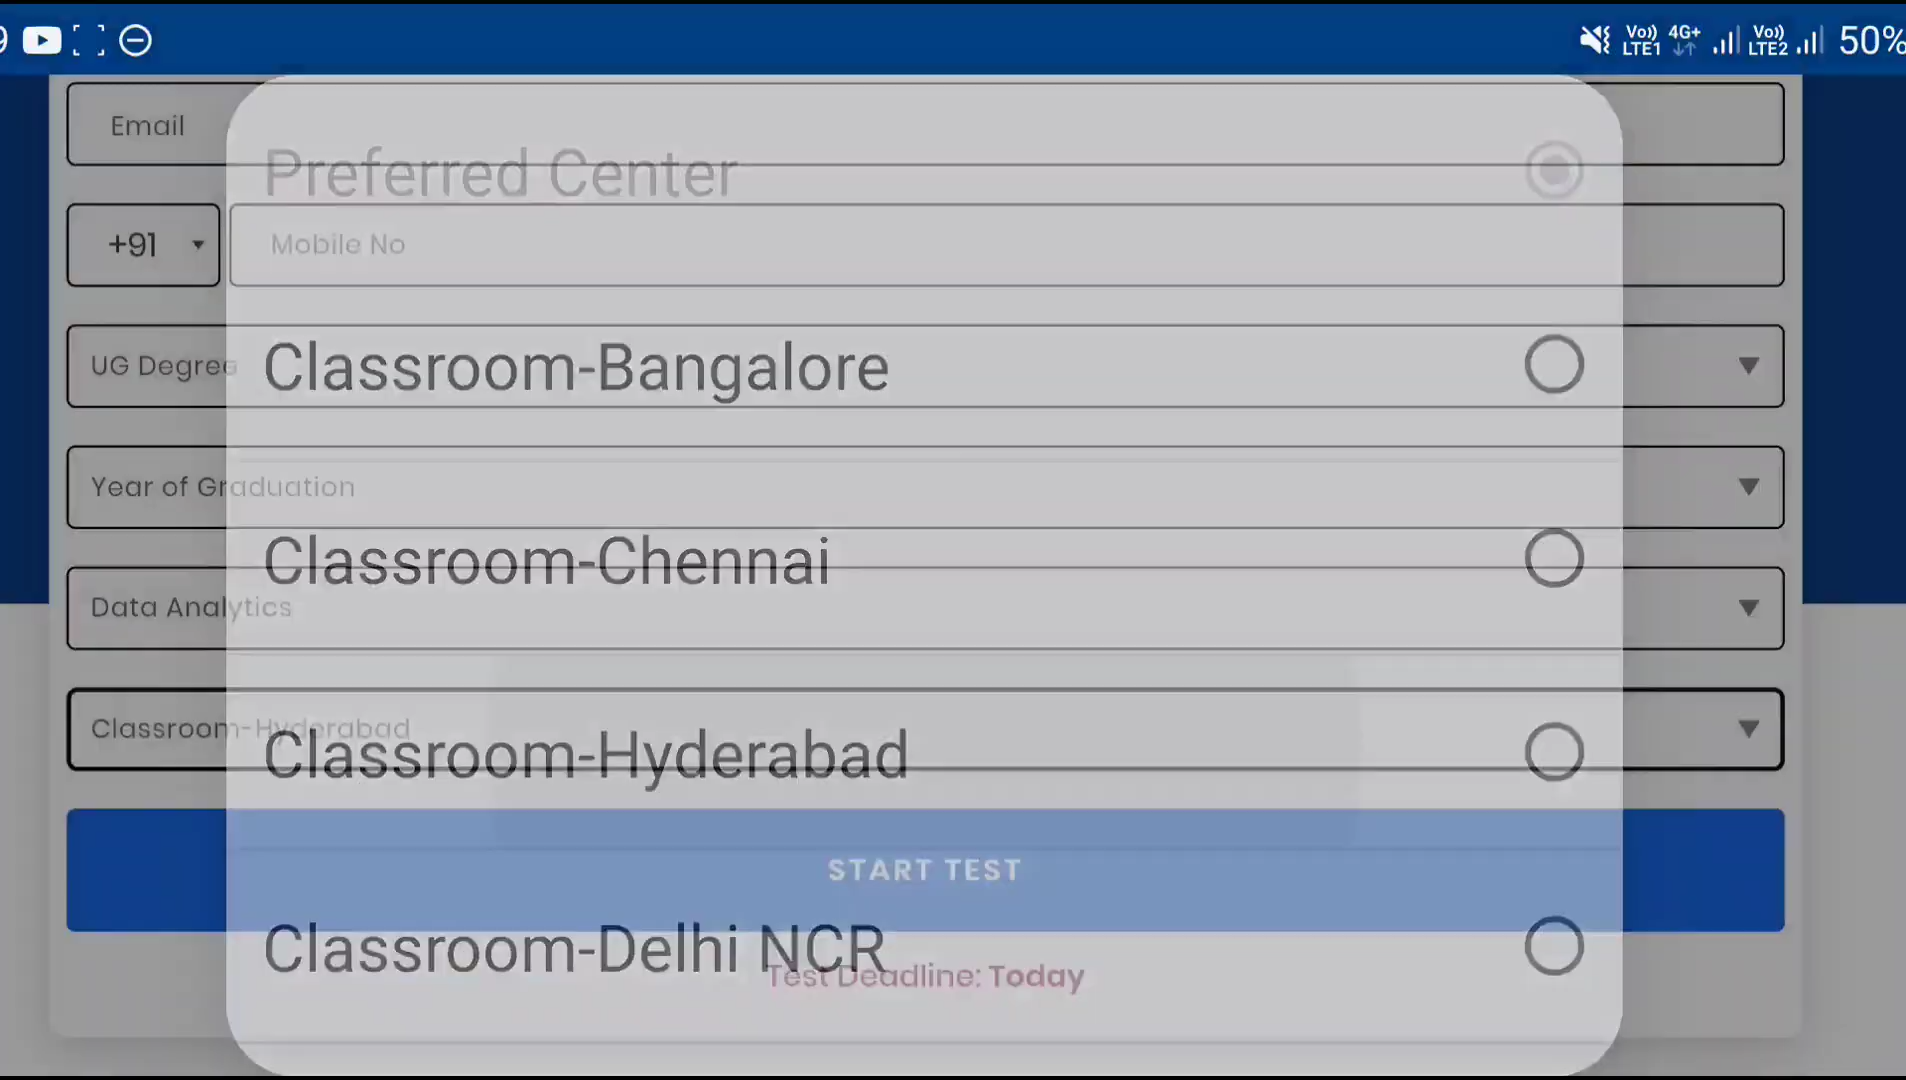 9 Vo)) LTE1 4G+ Vo)) LTE2 50%
Email
Preferred Center
+91 Mobile No
UG Degree
Classroom-Bangalore
Year of Graduation
Classroom-Chennai
Data Analytics
Classroom-Hyderabad
Classroom-Hyderabad
START TEST
Classroom-Delhi NCR
Test Deadline: Today